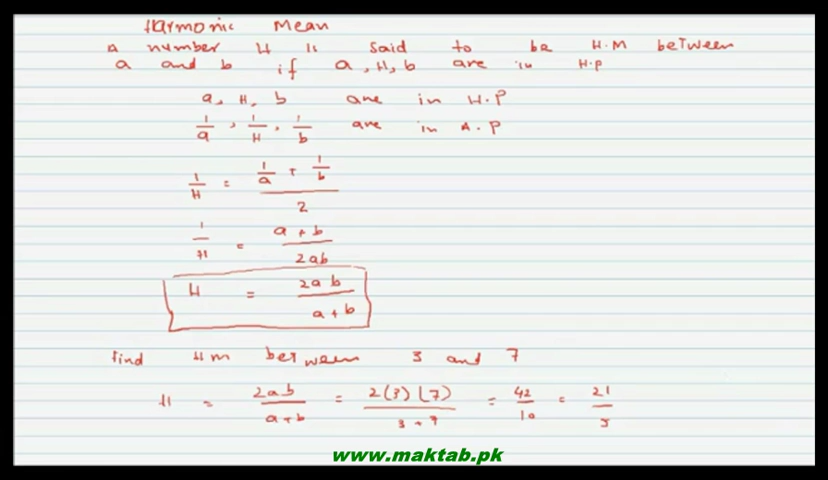 Harmonic Mean
a number H is said to be H.M between
a and b if a, H, b are in H.P
a, H, b are in H.P
1/a, 1/H, 1/b are in A.P
1/H = (1/a + 1/b)/2
1/H = (a + b)/2ab
H = 2ab/(a + b)
find HM between 3 and 7
H = 2ab/(a+b) = 2(3)(7)/(3+7) = 42/10 = 21/5
www.maktab.pk